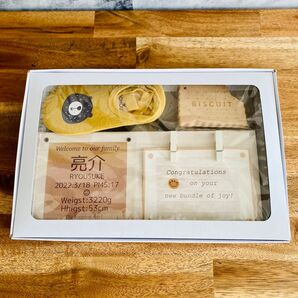 BISCUIT
Welcome to our family
亮介
RYOUSUKE
2022/3/18 PM5:17
Weigst:3220g
Hhigst:53cm
Congratulations
on your
new bundle of joy!